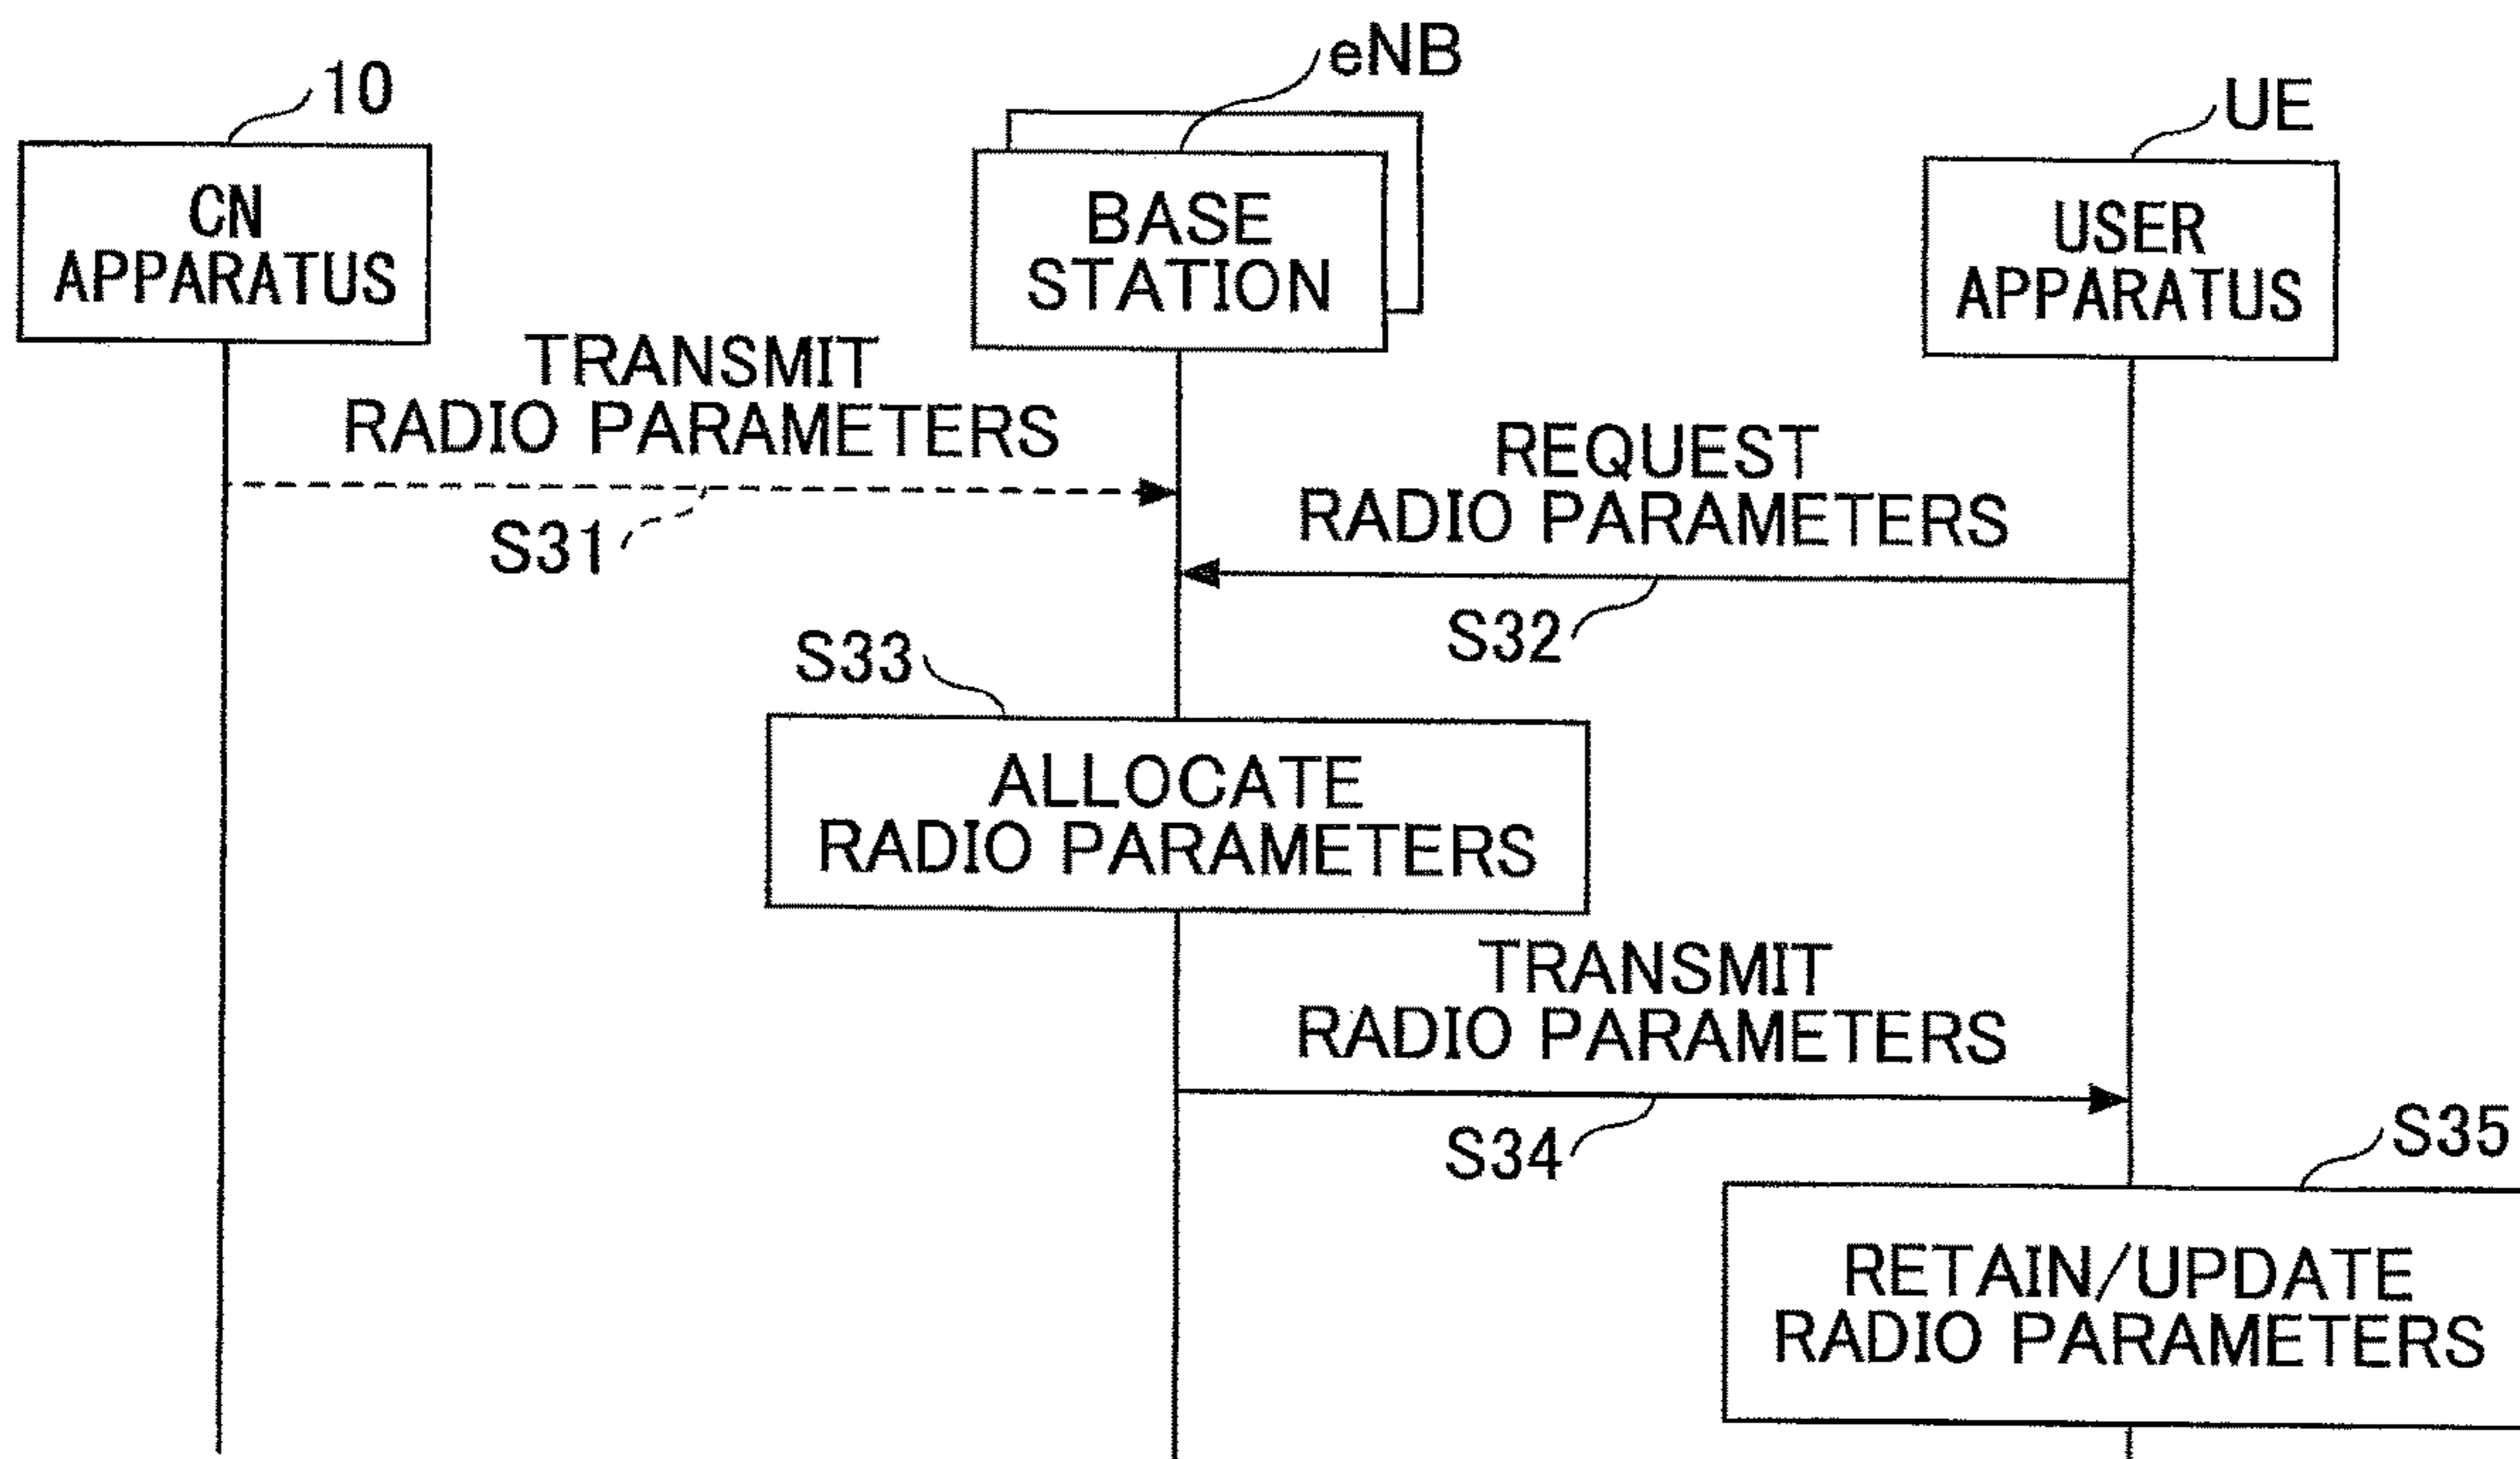 10
eNB
UE
CN
APPARATUS
BASE
STATION
USER
APPARATUS
TRANSMIT
RADIO PARAMETERS
S31
REQUEST
RADIO PARAMETERS
S32
S33
ALLOCATE
RADIO PARAMETERS
TRANSMIT
RADIO PARAMETERS
S34
S35
RETAIN/UPDATE
RADIO PARAMETERS